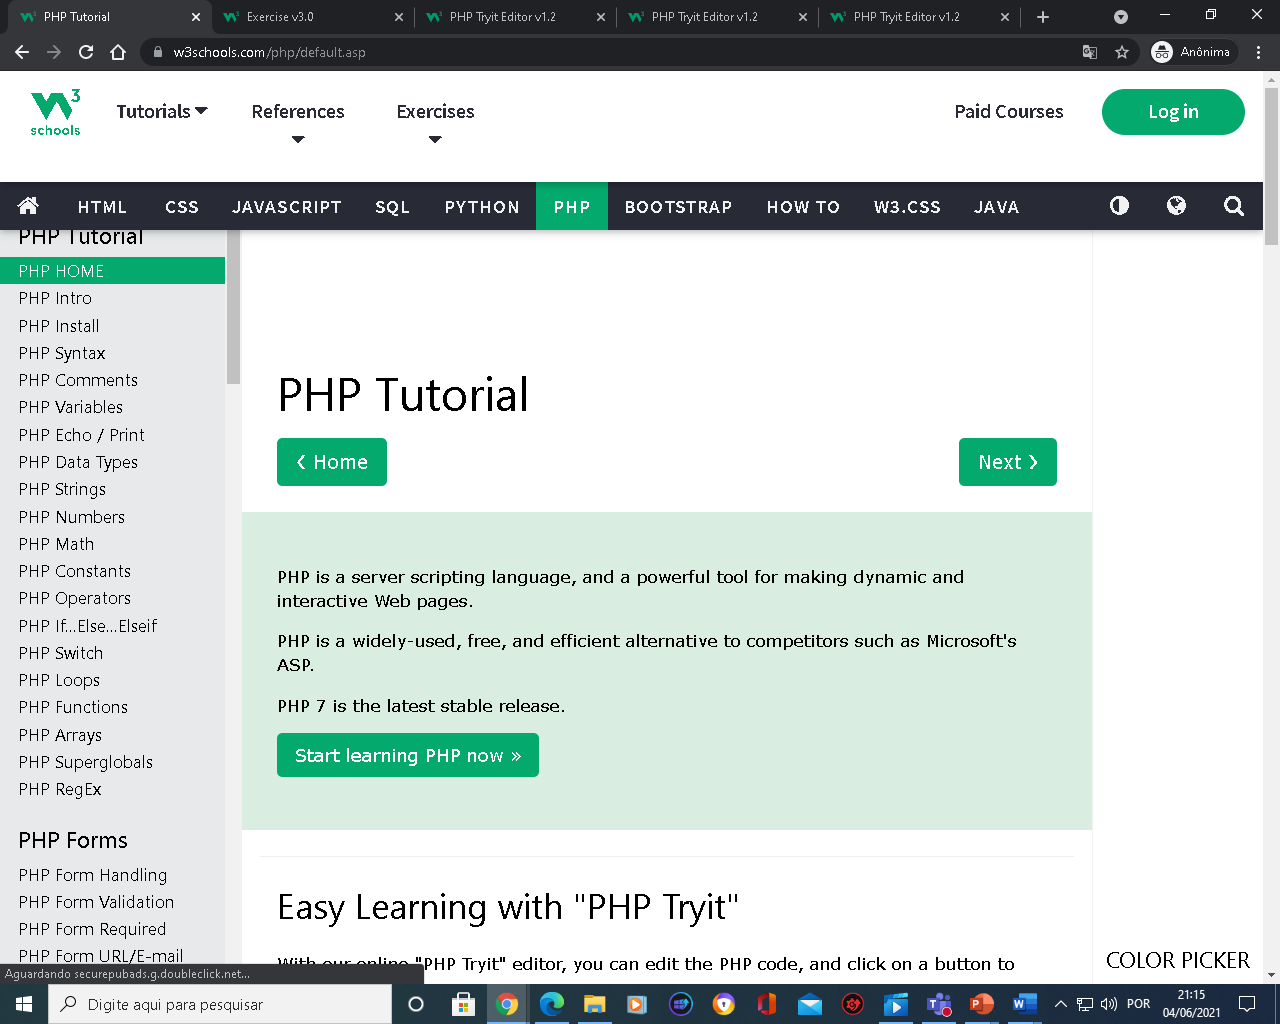 PHP Tutorial
Exercise v3.0
PHP Tryit Editor v1.2
PHP Tryit Editor v1.2
PHP Tryit Editor v1.2
w3schools.com/php/default.asp
Anônima
W3
schools
Tutorials
References
Exercises
Paid Courses
Log in
HTML
CSS
JAVASCRIPT
SQL
PYTHON
PHP
BOOTSTRAP
HOW TO
W3.CSS
JAVA
PHP Tutorial
PHP HOME
PHP Intro
PHP Install
PHP Syntax
PHP Comments
PHP Variables
PHP Echo / Print
PHP Data Types
PHP Strings
PHP Numbers
PHP Math
PHP Constants
PHP Operators
PHP If...Else...Elseif
PHP Switch
PHP Loops
PHP Functions
PHP Arrays
PHP Superglobals
PHP RegEx
PHP Forms
PHP Form Handling
PHP Form Validation
PHP Form Required
PHP Form URL/E-mail
PHP Tutorial
❮ Home
Next ❯
PHP is a server scripting language, and a powerful tool for making dynamic and
interactive Web pages.
PHP is a widely-used, free, and efficient alternative to competitors such as Microsoft's
ASP.
PHP 7 is the latest stable release.
Start learning PHP now »
Easy Learning with "PHP Tryit"
With our online "PHP Tryit" editor, you can edit the PHP code, and click on a button to
COLOR PICKER
Aguardando securepubads.g.doubleclick.net...
Digite aqui para pesquisar
POR
21:15
04/06/2021